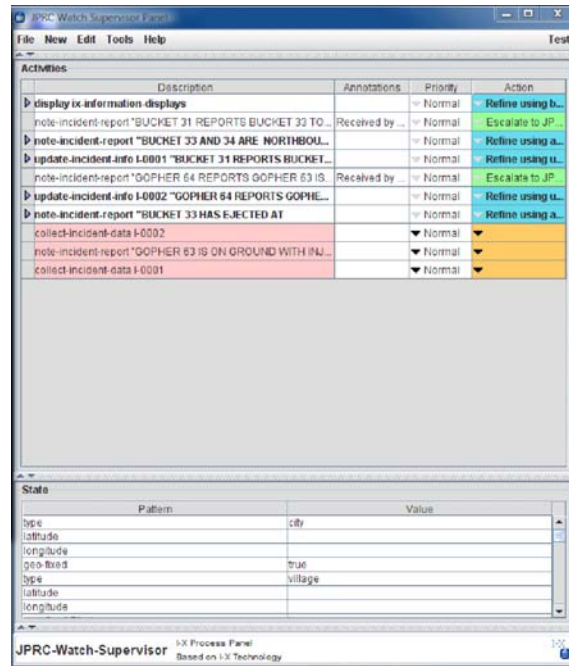 JPRC Watch Supervisor Panel
File New Edit Tools Help Test
Activities
Description Annotations Priority Action
display ix-information-displays Normal Refine using b...
note-incident-report "BUCKET 31 REPORTS BUCKET 33 TO... Received by ... Normal Escalate to JP...
note-incident-report "BUCKET 33 AND 34 ARE NORTHBOU... Normal Refine using a...
update-incident-info I-0001 "BUCKET 31 REPORTS BUCKET... Normal Refine using u...
note-incident-report "GOPHER 64 REPORTS GOPHER 63 IS... Received by ... Normal Escalate to JP...
update-incident-info I-0002 "GOPHER 64 REPORTS GOPHE... Normal Refine using u...
note-incident-report "BUCKET 33 HAS EJECTED AT Normal Refine using a...
collect-incident-data I-0002 Normal
note-incident-report "GOPHER 63 IS ON GROUND WITH INJ... Normal
collect-incident-data I-0001 Normal
State
Pattern Value
type city
latitude
longitude
geo-fixed true
type village
latitude
longitude
JPRC-Watch-Supervisor I-X Process Panel
Based on I-X Technology
I-X